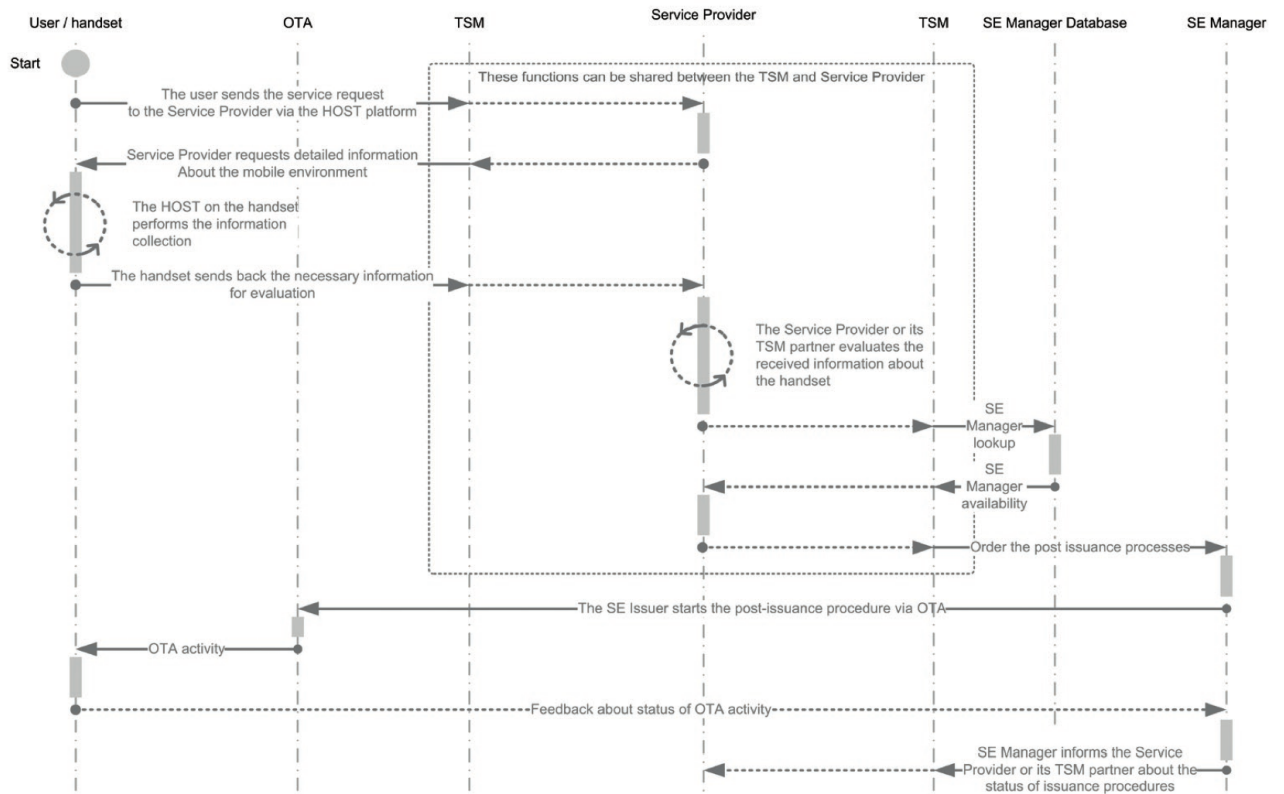 User / handset
OTA
TSM
Service Provider
TSM
SE Manager Database
SE Manager
Start
These functions can be shared between the TSM and Service Provider
The user sends the service request
to the Service Provider via the HOST platform
Service Provider requests detailed information
About the mobile environment
The HOST on the handset
performs the information
collection
The handset sends back the necessary information
for evaluation
The Service Provider or its
TSM partner evaluates the
received information about
the handset
SE
Manager
lookup
SE
Manager
availability
Order the post issuance processes
The SE Issuer starts the post-issuance procedure via OTA
OTA activity
Feedback about status of OTA activity
SE Manager informs the Service
Provider or its TSM partner about the
status of issuance procedures